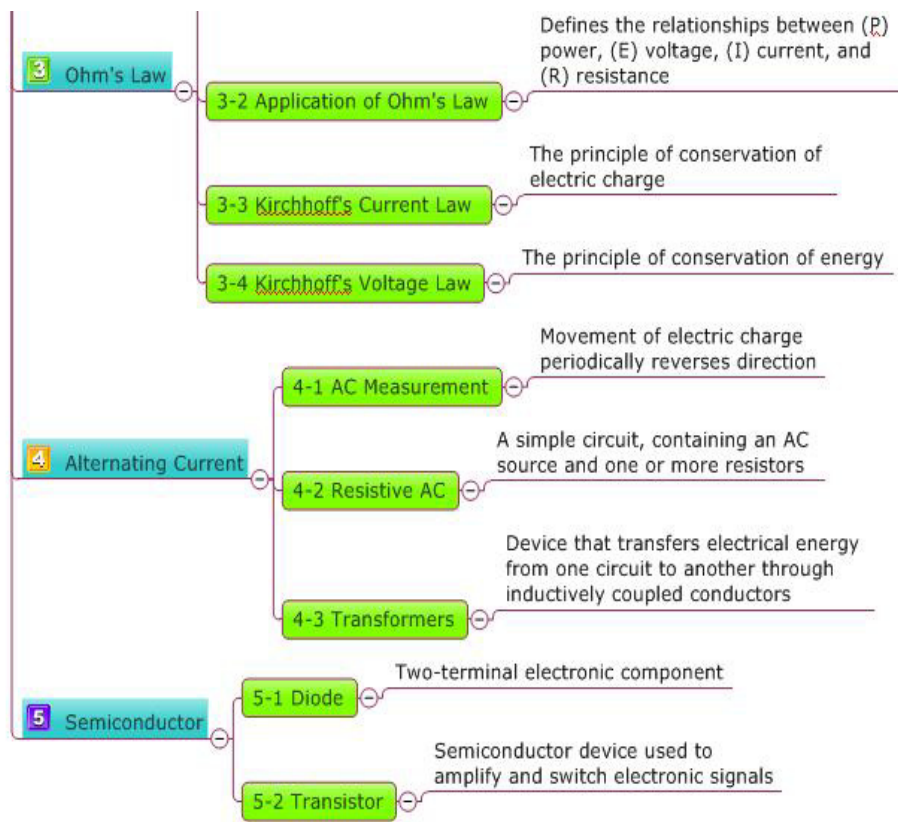 3 Ohm's Law
Defines the relationships between (P)
power, (E) voltage, (I) current, and
(R) resistance
3-2 Application of Ohm's Law
The principle of conservation of
electric charge
3-3 Kirchhoff's Current Law
The principle of conservation of energy
3-4 Kirchhoff's Voltage Law
4 Alternating Current
Movement of electric charge
periodically reverses direction
4-1 AC Measurement
A simple circuit, containing an AC
source and one or more resistors
4-2 Resistive AC
Device that transfers electrical energy
from one circuit to another through
inductively coupled conductors
4-3 Transformers
5 Semiconductor
Two-terminal electronic component
5-1 Diode
Semiconductor device used to
amplify and switch electronic signals
5-2 Transistor